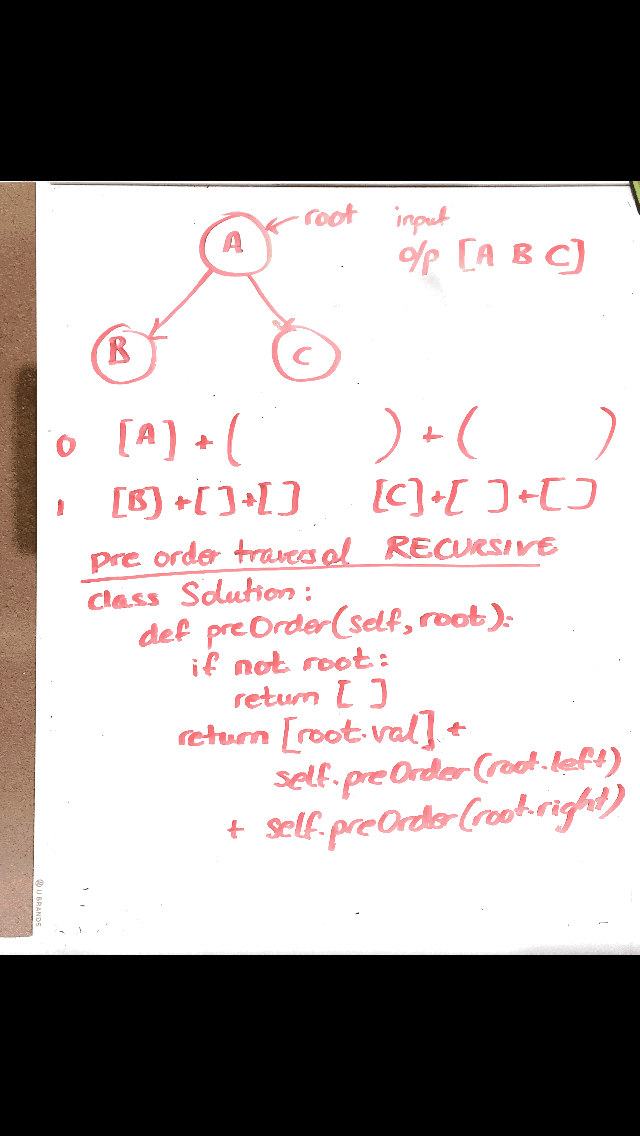 root input
A
o/p [A B C]
B
C
0 [A] + ( ) + ( )
1 [B] + [ ] + [ ] [C] + [ ] + [ ]
pre order traversal RECURSIVE
class Solution:
def preOrder(self, root):
if not root:
return [ ]
return [root.val] +
self.preOrder(root.left)
+ self.preOrder(root.right)
U BRANDS